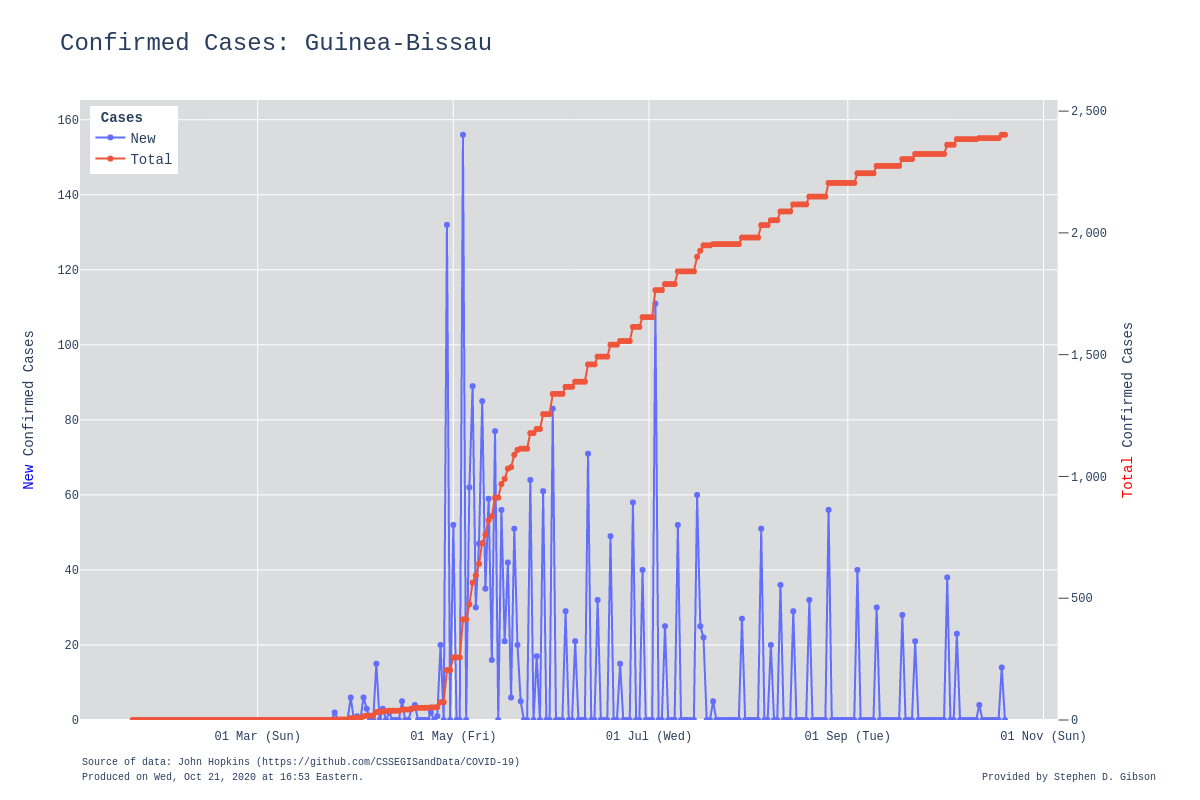 Confirmed Cases: Guinea-Bissau
Cases
New
Total
160
140
120
100
80
60
40
20
0
2,500
2,000
1,500
1,000
500
0
New Confirmed Cases
Total Confirmed Cases
01 Mar (Sun)
01 May (Fri)
01 Jul (Wed)
01 Sep (Tue)
01 Nov (Sun)
Source of data: John Hopkins (https://github.com/CSSEGISandData/COVID-19)
Produced on Wed, Oct 21, 2020 at 16:53 Eastern.
Provided by Stephen D. Gibson